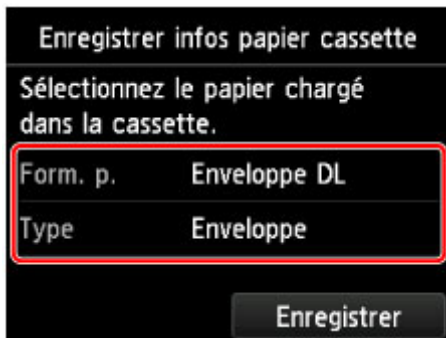 Enregistrer infos papier cassette
Sélectionnez le papier chargé
dans la cassette.
Form. p. Enveloppe DL
Type Enveloppe
Enregistrer